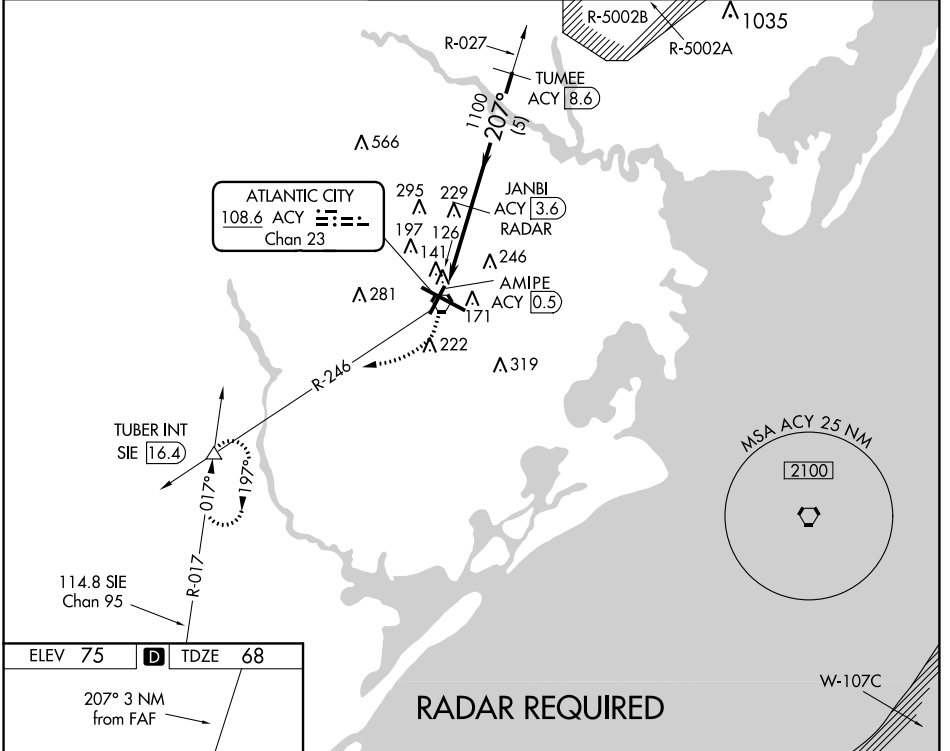 R-5002B
1035
R-027
R-5002A
TUMEE
ACY 8.6
1100
207°
(5)
566
ATLANTIC CITY
108.6 ACY
Chan 23
295
229
JANBI
ACY 3.6
RADAR
197
126
141
246
AMIPE
ACY 0.5
281
171
222
319
R-246
TUBER INT
SIE 16.4
017°
197°
MSA ACY 25 NM
2100
R-017
114.8 SIE
Chan 95
ELEV 75 D TDZE 68
207° 3 NM
from FAF
RADAR REQUIRED
W-107C